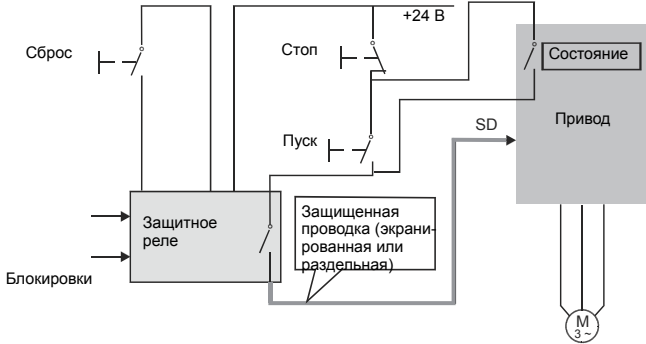 +24 В
Сброс
Стоп
Состояние
Привод
SD
Пуск
Защитное
реле
Защищенная
проводка (экрани-
рованная или
раздельная)
Блокировки
M
3 ~